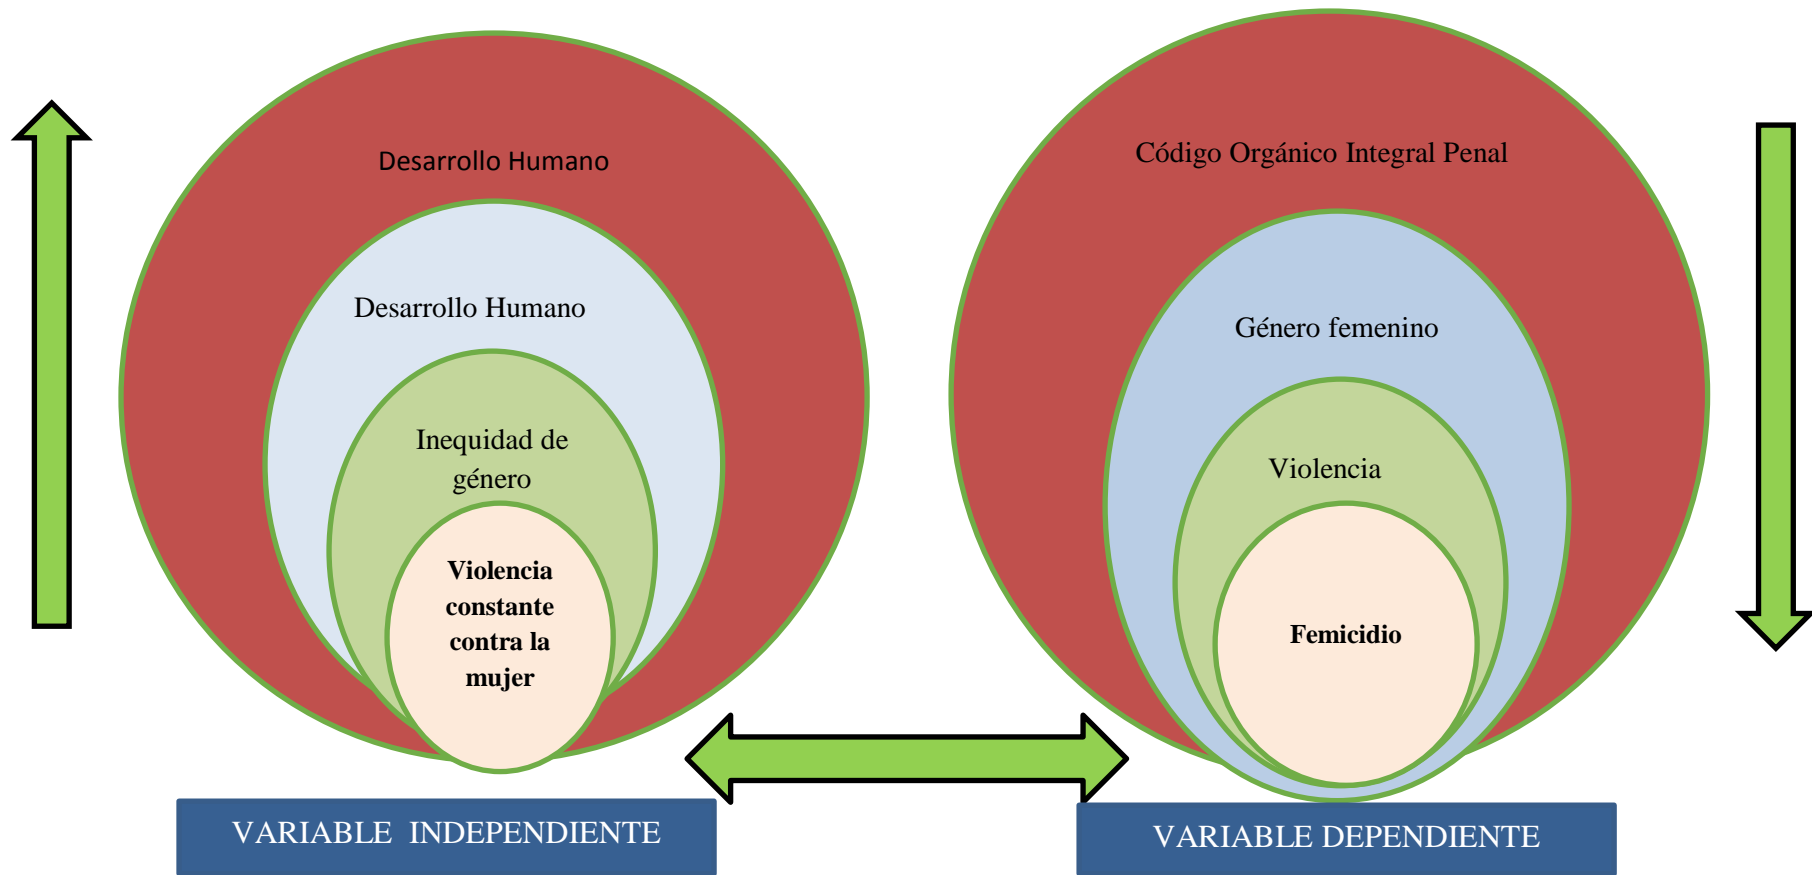 Desarrollo Humano
Desarrollo Humano
Inequidad de
género
Violencia
constante
contra la
mujer
VARIABLE INDEPENDIENTE
Código Orgánico Integral Penal
Género femenino
Violencia
Femicidio
VARIABLE DEPENDIENTE